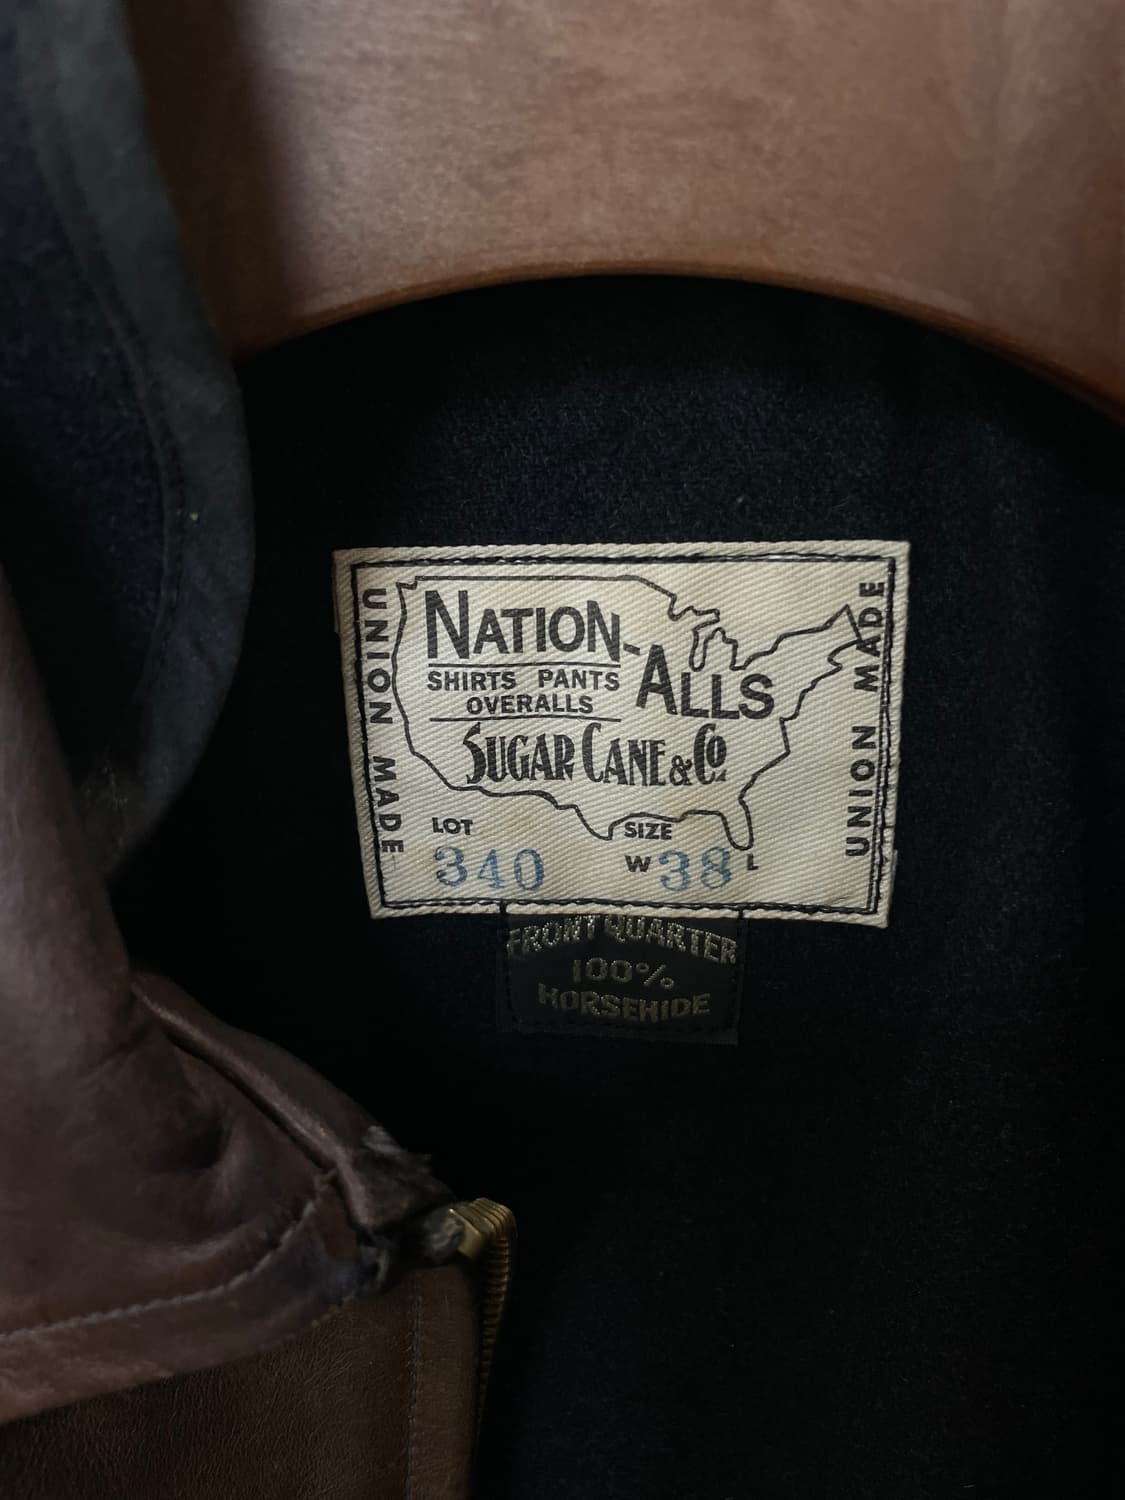 UNION MADE
NATION-ALLS
SHIRTS PANTS
OVERALLS
SUGAR CANE & Co.
LOT
340
SIZE
W 38 L
UNION MADE
FRONT QUARTER
100%
HORSEHIDE